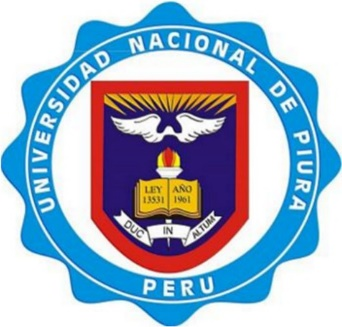 UNIVERSIDAD NACIONAL DE PIURA
LEY AÑO
13531 1961
DUC IN ALTUM
PERU